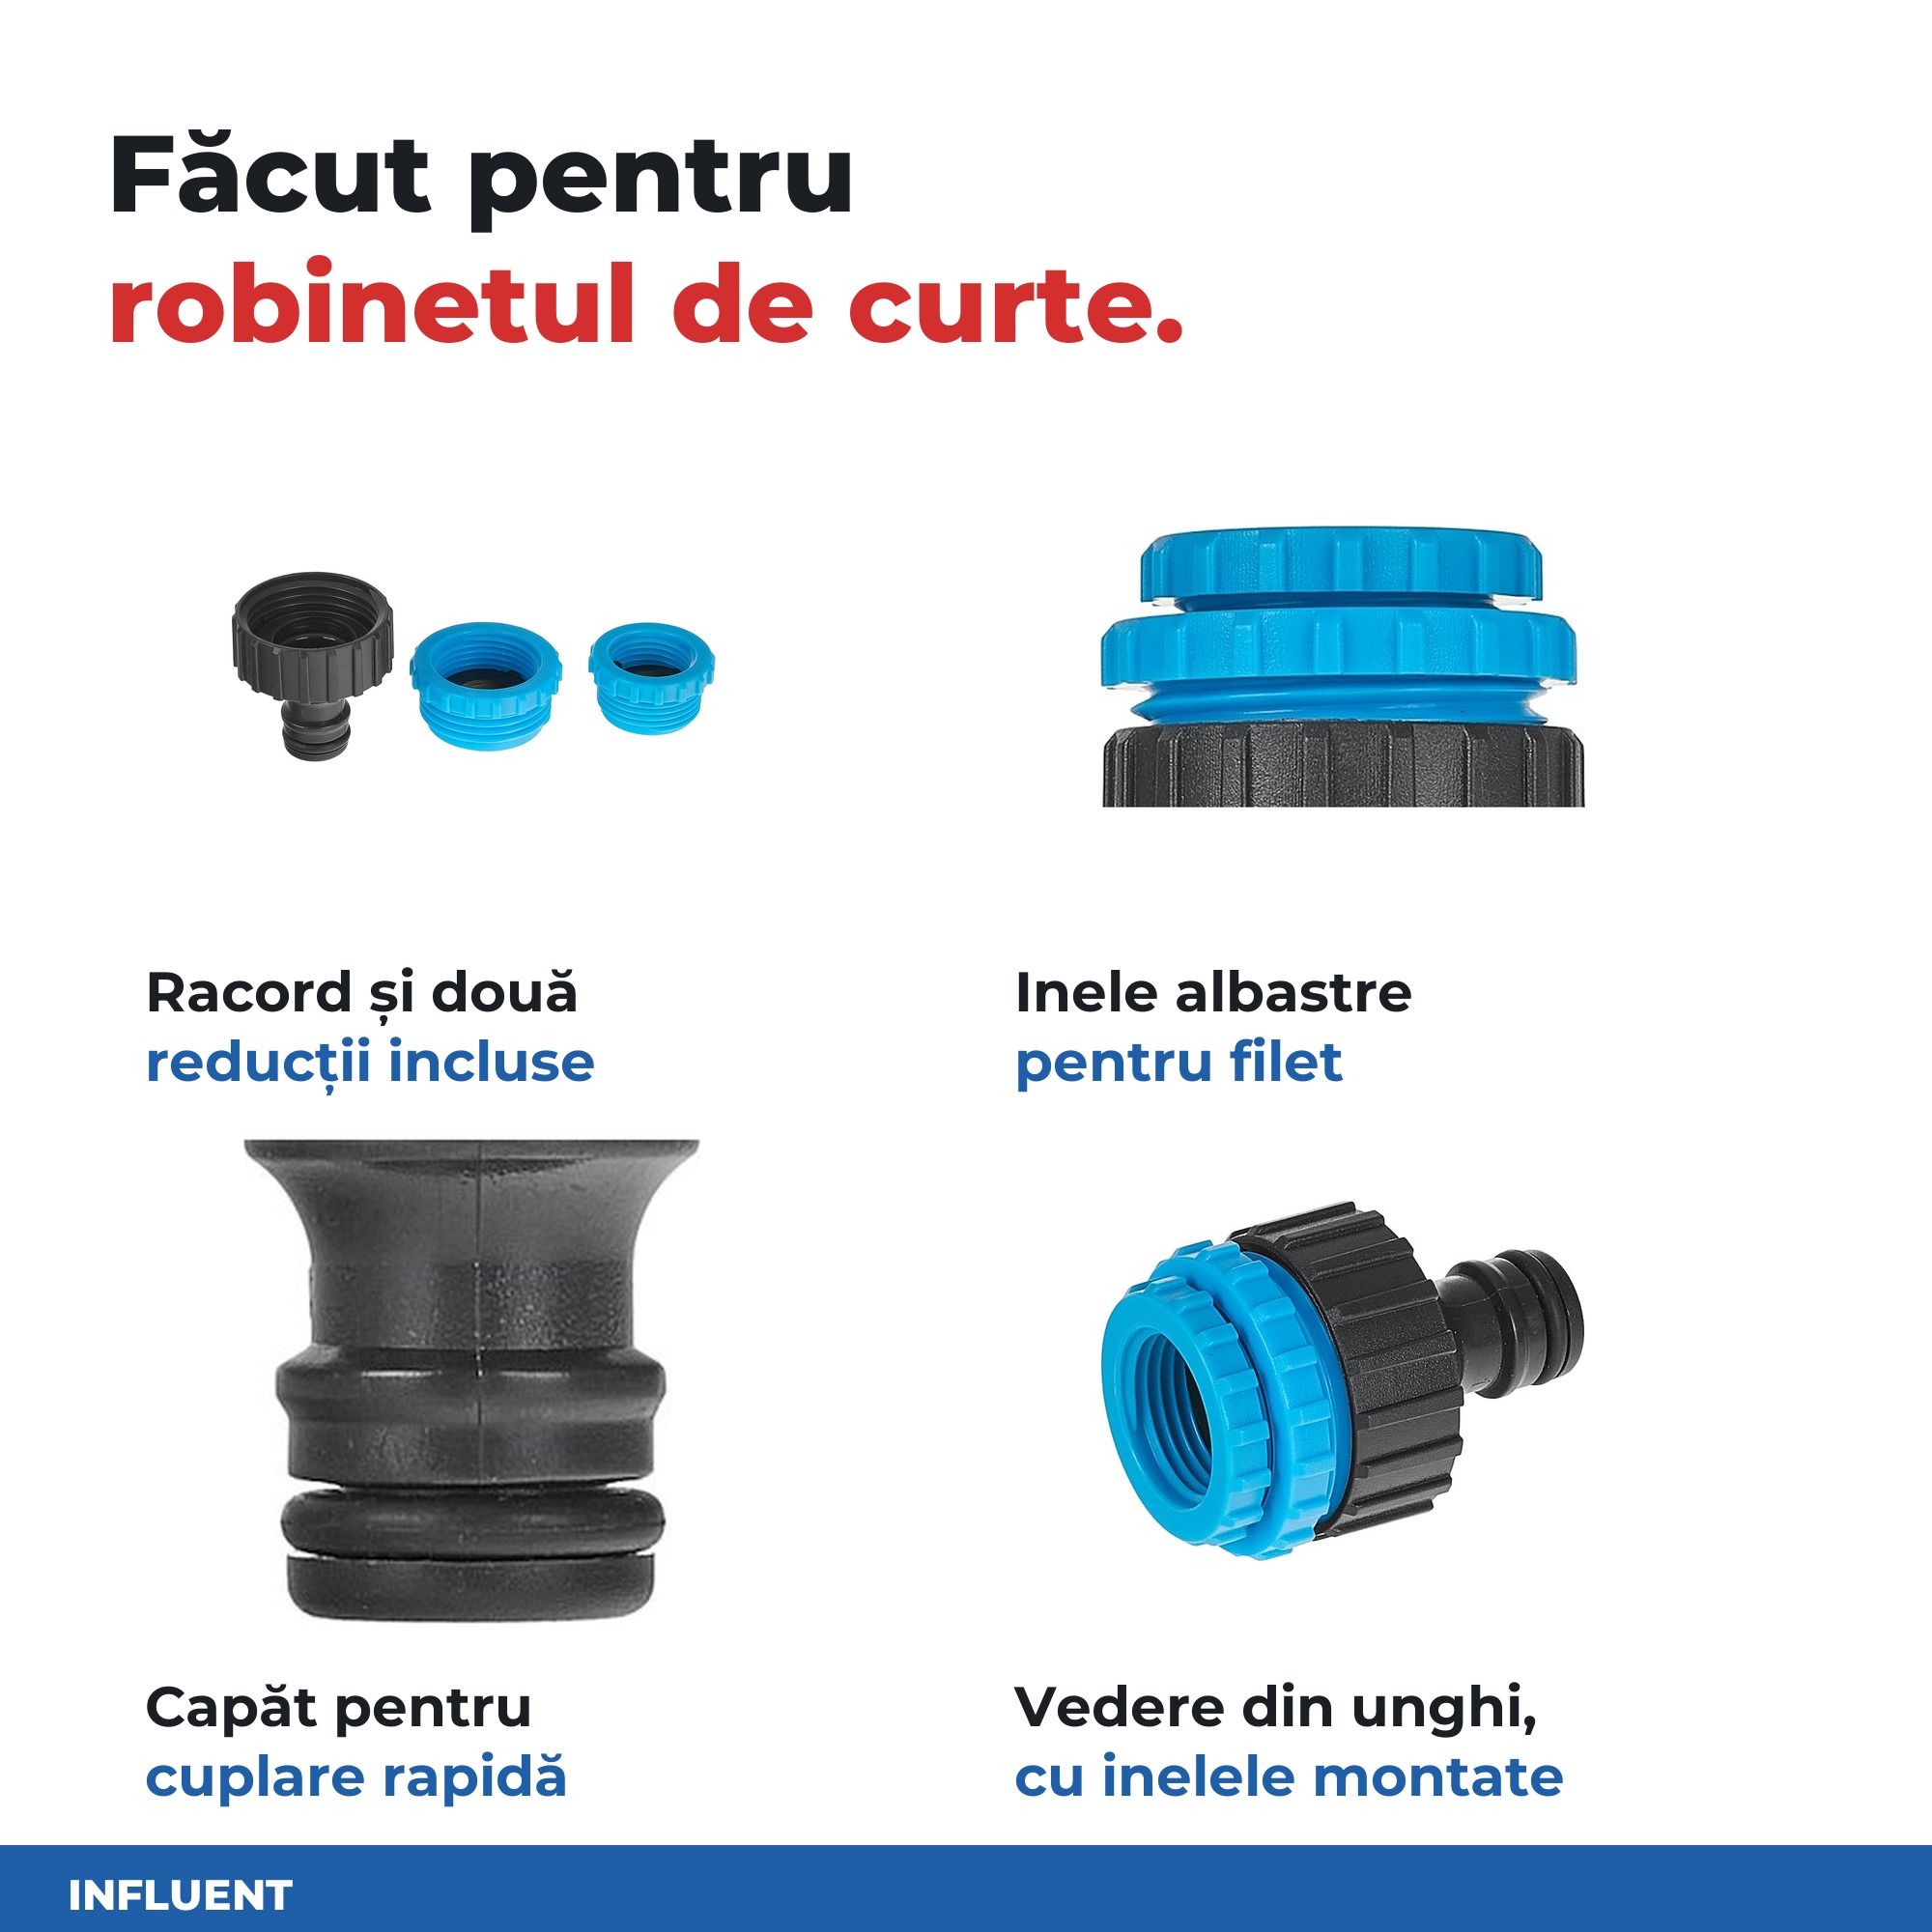 Făcut pentru
robinetul de curte.
Racord și două
reducții incluse
Inele albastre
pentru filet
Capăt pentru
cuplare rapidă
Vedere din unghi,
cu inelele montate
INFLUENT